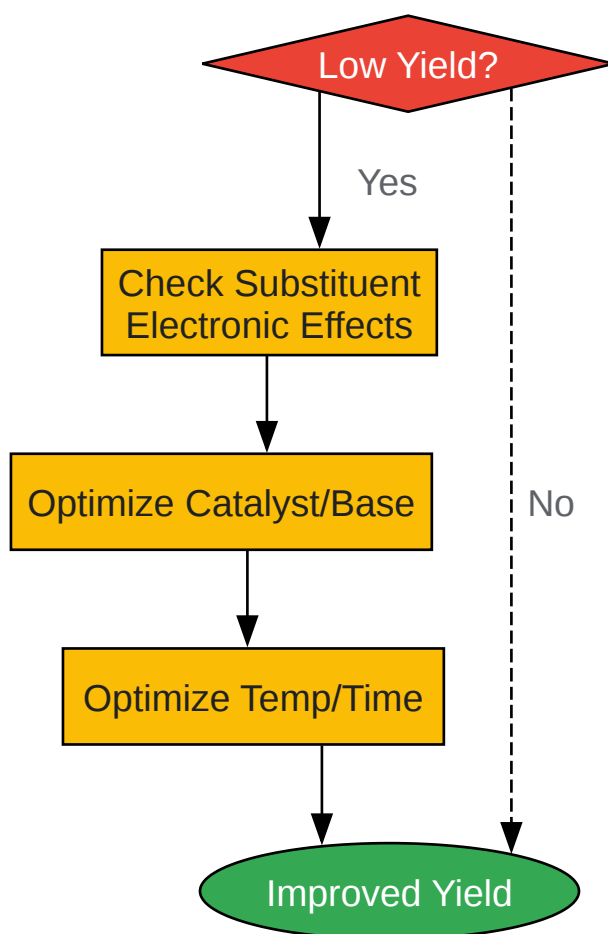 Low Yield?
Yes
Check Substituent
Electronic Effects
Optimize Catalyst/Base
No
Optimize Temp/Time
Improved Yield